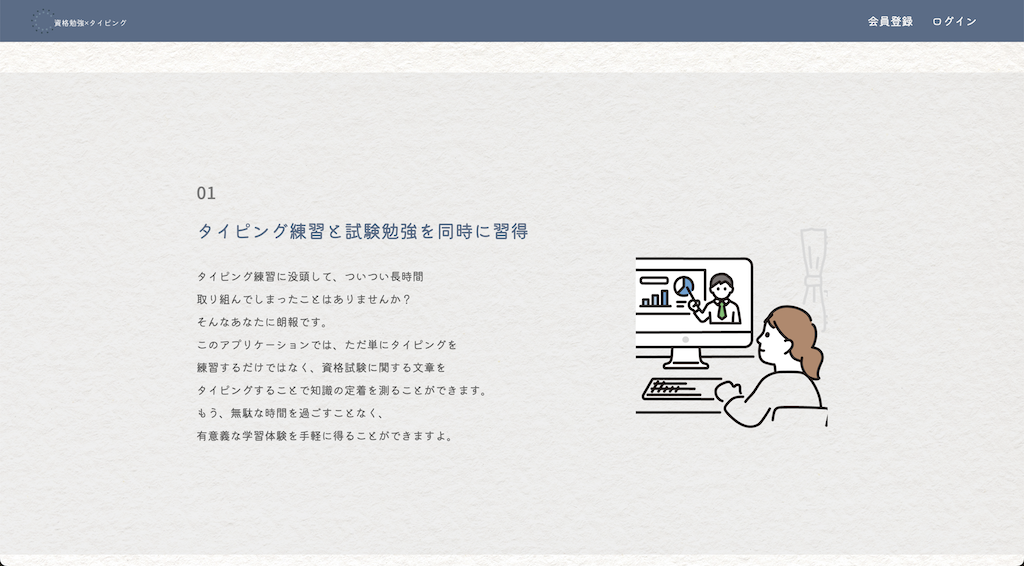 資格勉強×タイピング
会員登録
ログイン
01
タイピング練習と試験勉強を同時に習得
タイピング練習に没頭して、ついつい長時間
取り組んでしまったことはありませんか？
そんなあなたに朗報です。
このアプリケーションでは、ただ単にタイピングを
練習するだけではなく、資格試験に関する文章を
タイピングすることで知識の定着を測ることができます。
もう、無駄な時間を過ごすことなく、
有意義な学習体験を手軽に得ることができますよ。